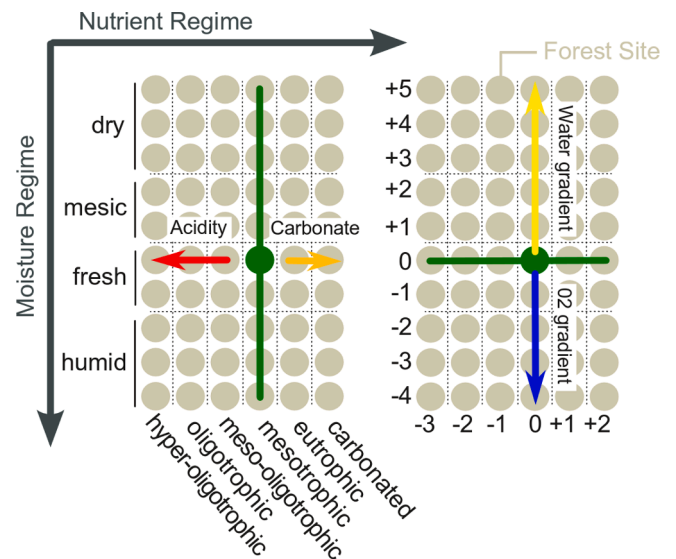 Nutrient Regime
Moisture Regime
Forest Site
dry
mesic
fresh
humid
Acidity
Carbonate
hyper-oligotrophic
oligotrophic
meso-oligotrophic
mesotrophic
eutrophic
carbonated
+5
+4
+3
+2
+1
0
-1
-2
-3
-4
Water gradient
02 gradient
-3 -2 -1 0 +1 +2